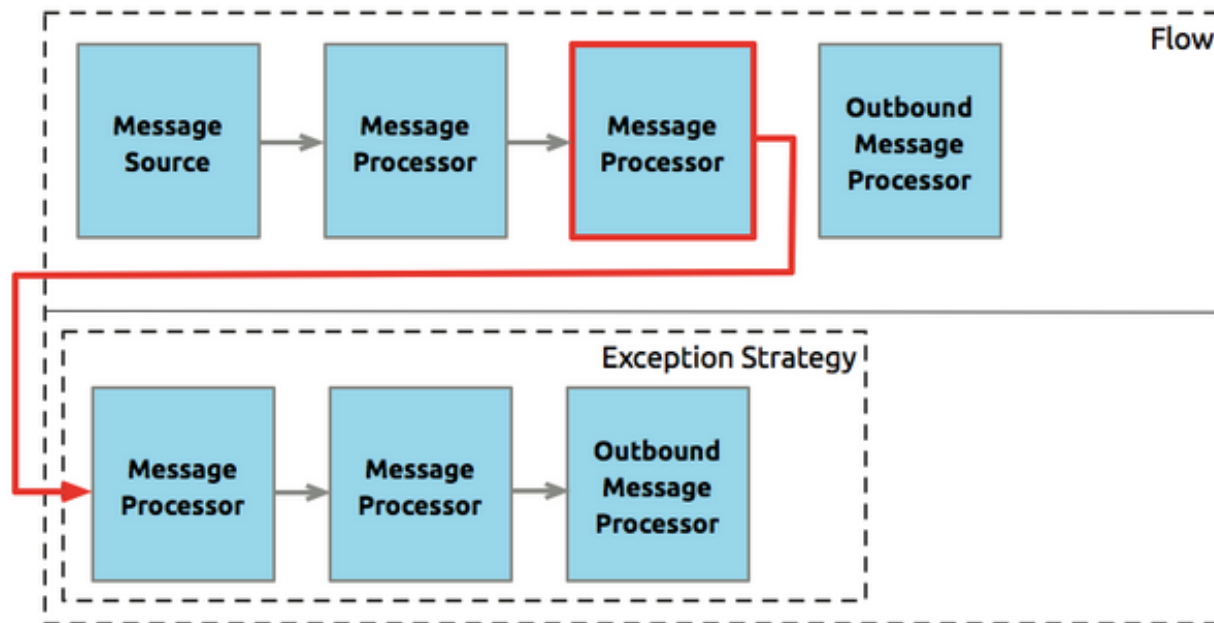 Flow
Message
Source
Message
Processor
Message
Processor
Outbound
Message
Processor
Exception Strategy
Message
Processor
Message
Processor
Outbound
Message
Processor